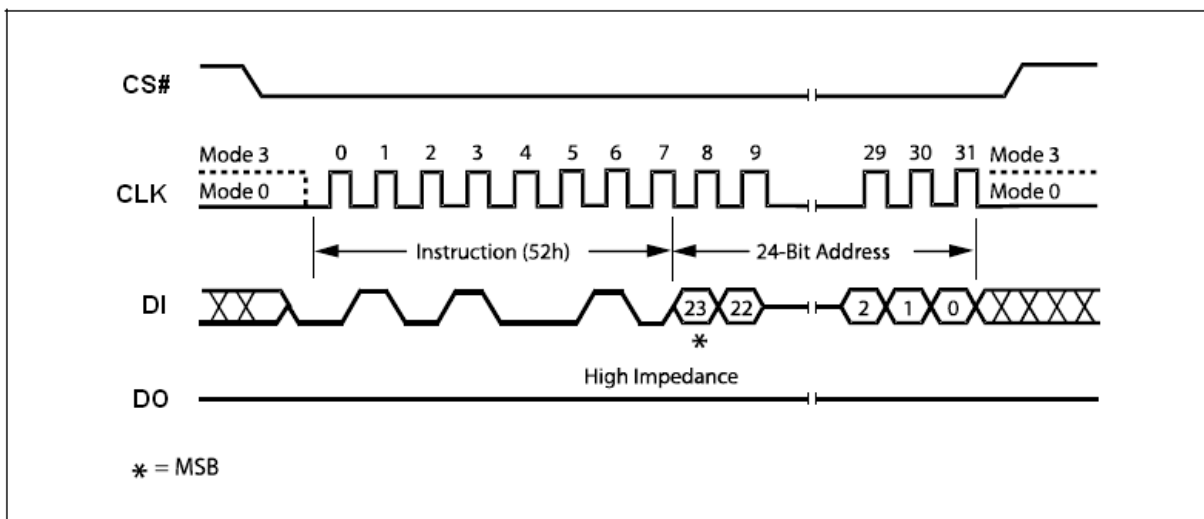 CS#
Mode 3 0 1 2 3 4 5 6 7 8 9 29 30 31 Mode 3
CLK Mode 0 Mode 0
Instruction (52h) 24-Bit Address
DI 23 22 2 1 0
*
High Impedance
DO
* = MSB